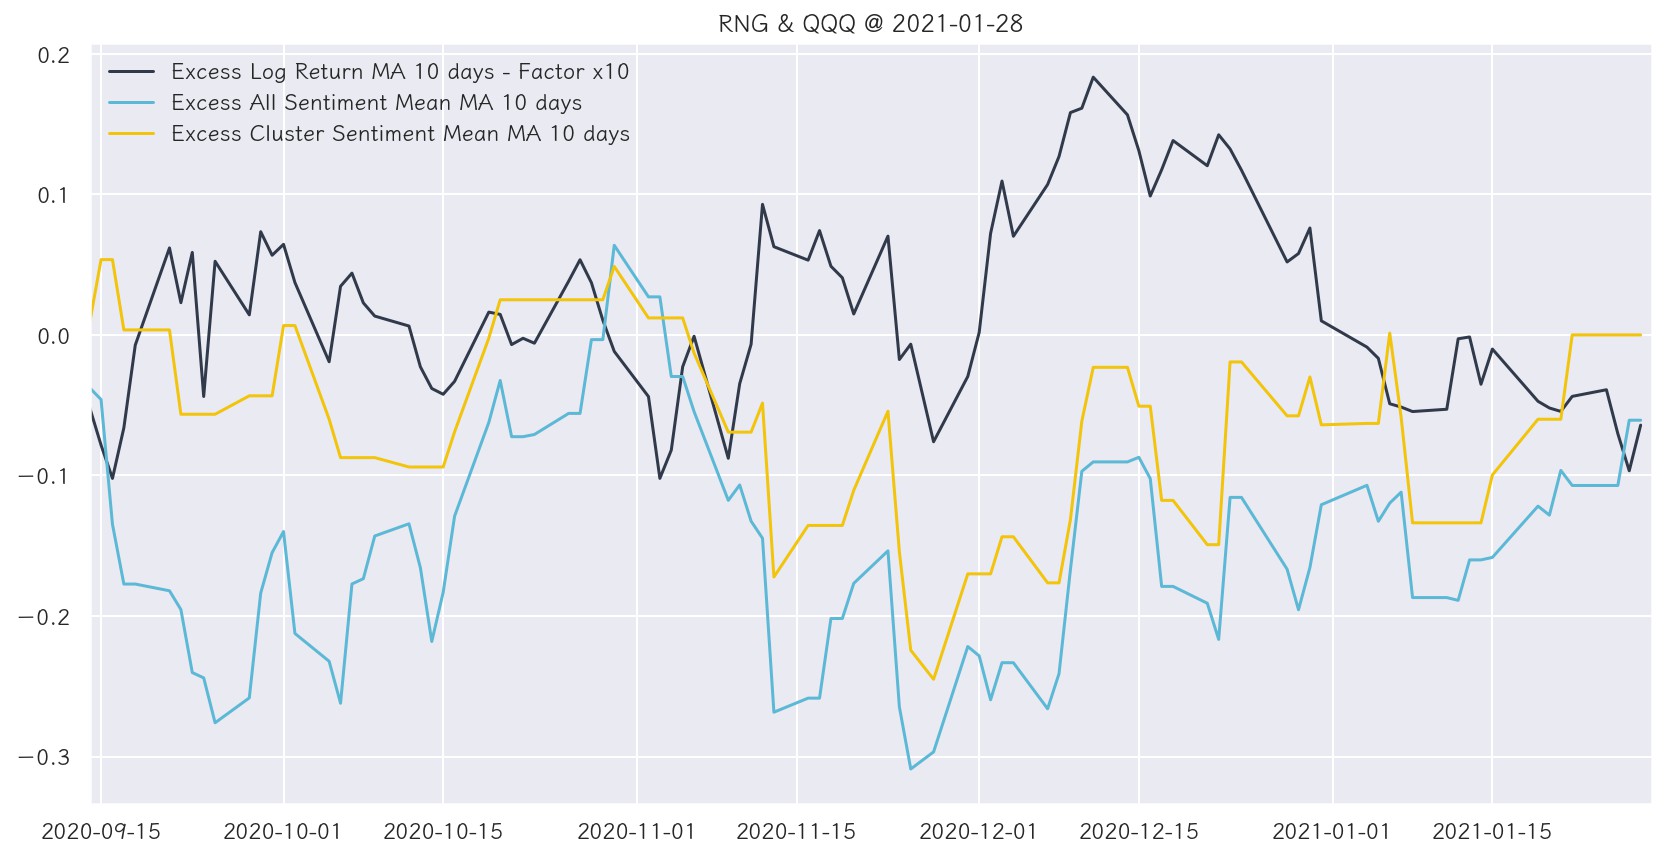 RNG & QQQ @ 2021-01-28
Excess Log Return MA 10 days - Factor x10
Excess All Sentiment Mean MA 10 days
Excess Cluster Sentiment Mean MA 10 days
0.2
0.1
0.0
−0.1
−0.2
−0.3
2020-09-15 2020-10-01 2020-10-15 2020-11-01 2020-11-15 2020-12-01 2020-12-15 2021-01-01 2021-01-15